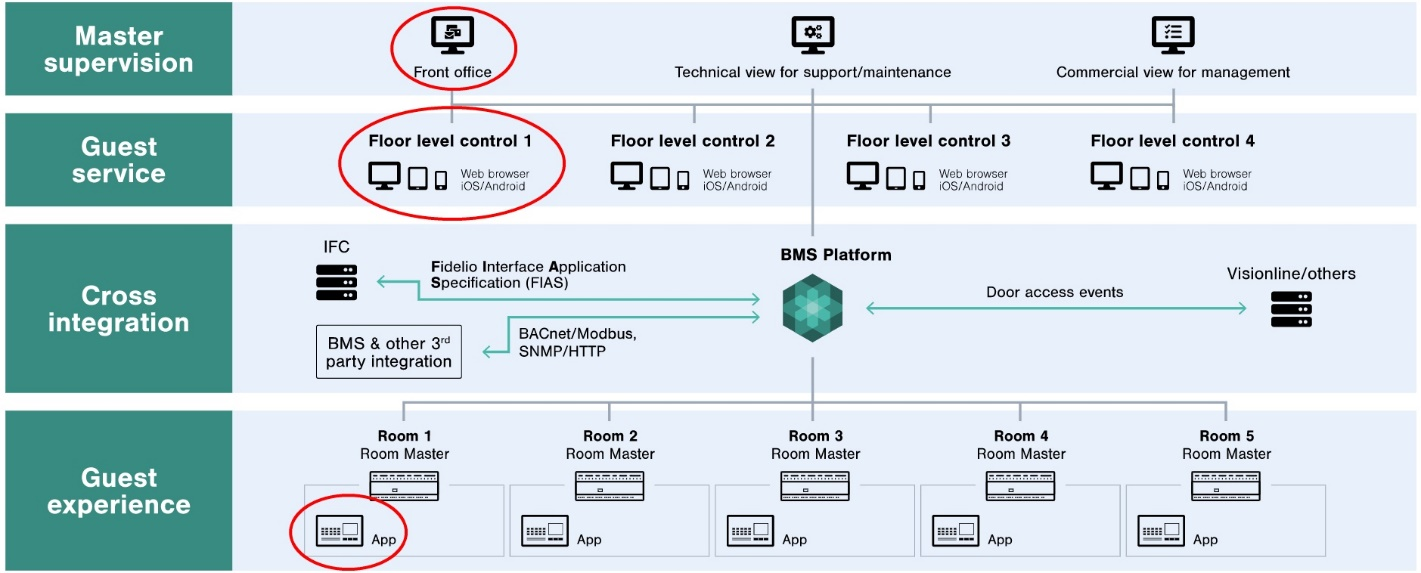 Master
supervision
Front office
Technical view for support/maintenance
Commercial view for management
Guest
service
Floor level control 1
Web browser
iOS/Android
Floor level control 2
Web browser
iOS/Android
Floor level control 3
Web browser
iOS/Android
Floor level control 4
Web browser
iOS/Android
Cross
integration
IFC
Fidelio Interface Application
Specification (FIAS)
BMS & other 3rd
party integration
BACnet/Modbus,
SNMP/HTTP
BMS Platform
Door access events
Visionline/others
Guest
experience
Room 1
Room Master
App
Room 2
Room Master
App
Room 3
Room Master
App
Room 4
Room Master
App
Room 5
Room Master
App